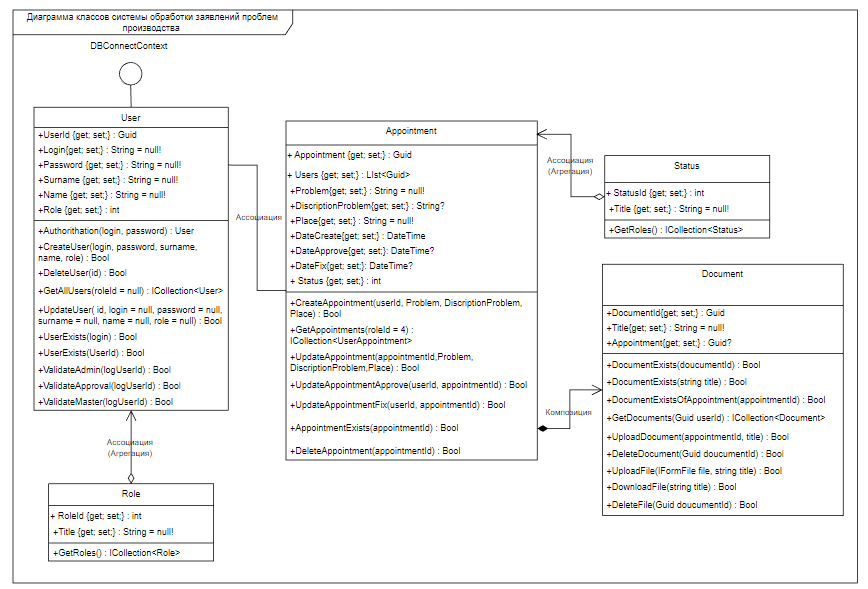 Диаграмма классов системы обработки заявлений проблем
производства
DBConnectContext
User
+UserId {get; set;} : Guid
+Login{get; set;} : String = null!
+Password {get; set;} : String = null!
+Surname {get; set;} : String = null!
+Name {get; set;} : String = null!
+Role {get; set;} : int
+Authorithation(login, password) : User
+CreateUser(login, password, surname,
name, role) : Bool
+DeleteUser(id) : Bool
+GetAllUsers(roleId = null) : ICollection<User>
+UpdateUser( id, login = null, password = null,
surname = null, name = null, role = null) : Bool
+UserExists(login) : Bool
+UserExists(UserId) : Bool
+ValidateAdmin(logUserId) : Bool
+ValidateApproval(logUserId) : Bool
+ValidateMaster(logUserId) : Bool
Ассоциация
(Агрегация)
Role
+ RoleId {get; set;} : int
+Title {get; set;} : String = null!
+GetRoles() : ICollection<Role>
Ассоциация
Appointment
+ Appointment {get; set;} : Guid
+ Users {get; set;} : LIst<Guid>
+Problem{get; set;} : String = null!
+DiscriptionProblem{get; set;} : String?
+Place{get; set;} : String = null!
+DateCreate{get; set;} : DateTime
+DateApprove{get; set;}: DateTime?
+DateFix{get; set;}: DateTime?
+ Status {get; set;} : int
+CreateAppointment(userId, Problem, DiscriptionProblem,
Place) : Bool
+GetAppointments(roleId = 4) :
ICollection<UserAppointment>
+UpdateAppointment(appointmentId,Problem,
DiscriptionProblem,Place) : Bool
+UpdateAppointmentApprove(userId, appointmentId) : Bool
+UpdateAppointmentFix(userId, appointmentId) : Bool
+AppointmentExists(appointmentId) : Bool
+DeleteAppointment(appointmentId) : Bool
Ассоциация
(Агрегация)
Status
+ StatusId {get; set;} : int
+Title {get; set;} : String = null!
+GetRoles() : ICollection<Status>
Композиция
Document
+DocumentId{get; set;} : Guid
+Title{get; set;} : String = null!
+Appointment{get; set;} : Guid?
+DocumentExists(doucumentId) : Bool
+DocumentExists(string title) : Bool
+DocumentExistsOfAppointment(appointmentId) : Bool
+GetDocuments(Guid userId) : ICollection<Document>
+UploadDocument(appointmentId, title) : Bool
+DeleteDocument(Guid doucumentId) : Bool
+UploadFile(IFormFile file, string title) : Bool
+DownloadFile(string title) : Bool
+DeleteFile(Guid doucumentId) : Bool